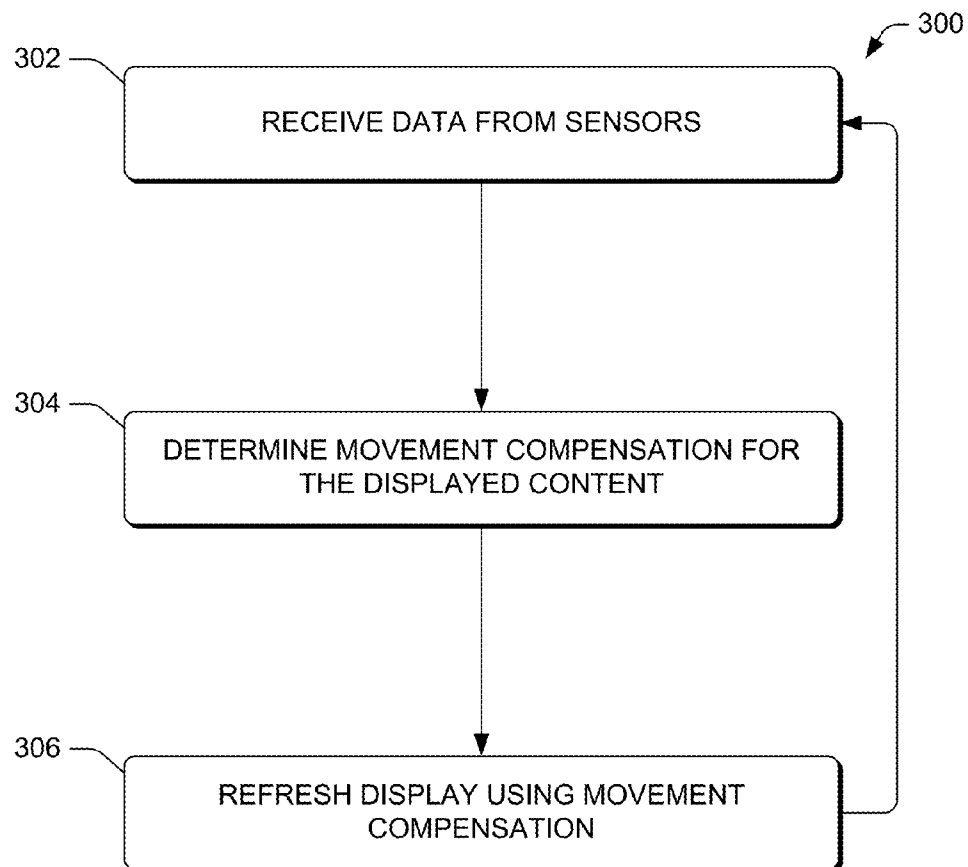 300
302
RECEIVE DATA FROM SENSORS
304
DETERMINE MOVEMENT COMPENSATION FOR
THE DISPLAYED CONTENT
306
REFRESH DISPLAY USING MOVEMENT
COMPENSATION